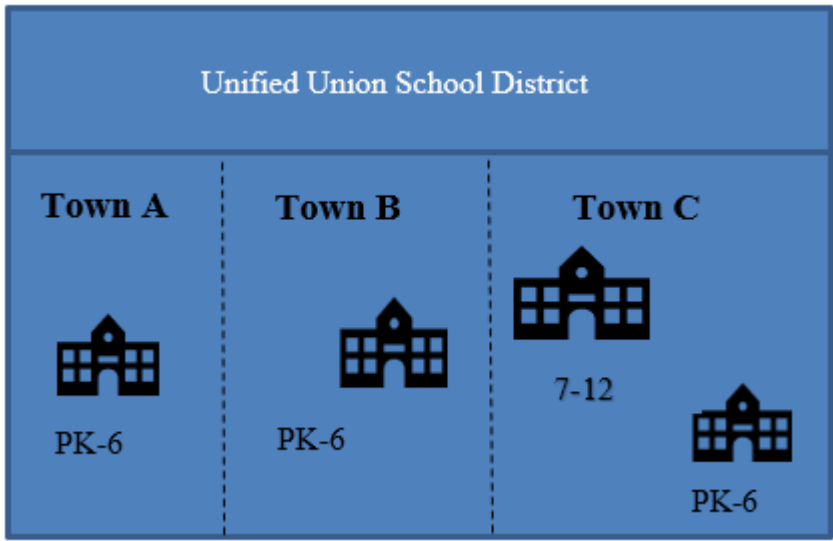 Unified Union School District
Town A
Town B
Town C
PK-6
PK-6
7-12
PK-6